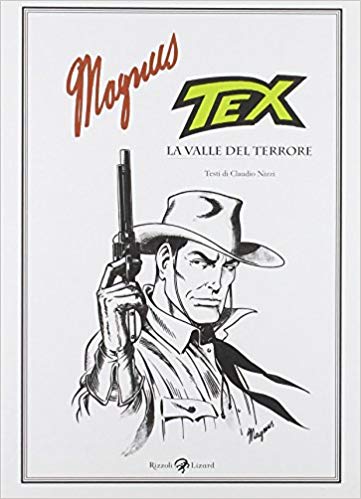 Magnus
TEX
LA VALLE DEL TERRORE
Testi di Claudio Nizzi
Magnus
Rizzoli Lizard